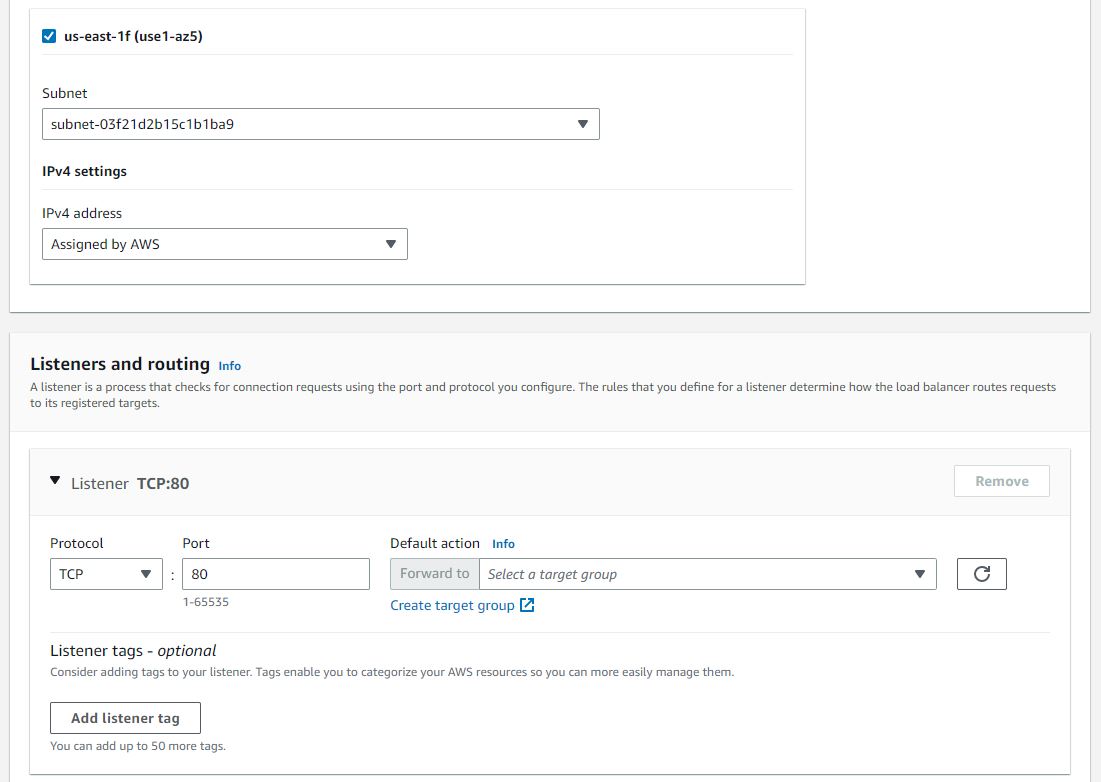 us-east-1f (use1-az5)
Subnet
subnet-03f21d2b15c1b1ba9
IPv4 settings
IPv4 address
Assigned by AWS
Listeners and routing Info
A listener is a process that checks for connection requests using the port and protocol you configure. The rules that you define for a listener determine how the load balancer routes requests
to its registered targets.
Listener TCP:80
Remove
Protocol Port Default action Info
TCP : 80 Forward to Select a target group
1-65535 Create target group
Listener tags - optional
Consider adding tags to your listener. Tags enable you to categorize your AWS resources so you can more easily manage them.
Add listener tag
You can add up to 50 more tags.